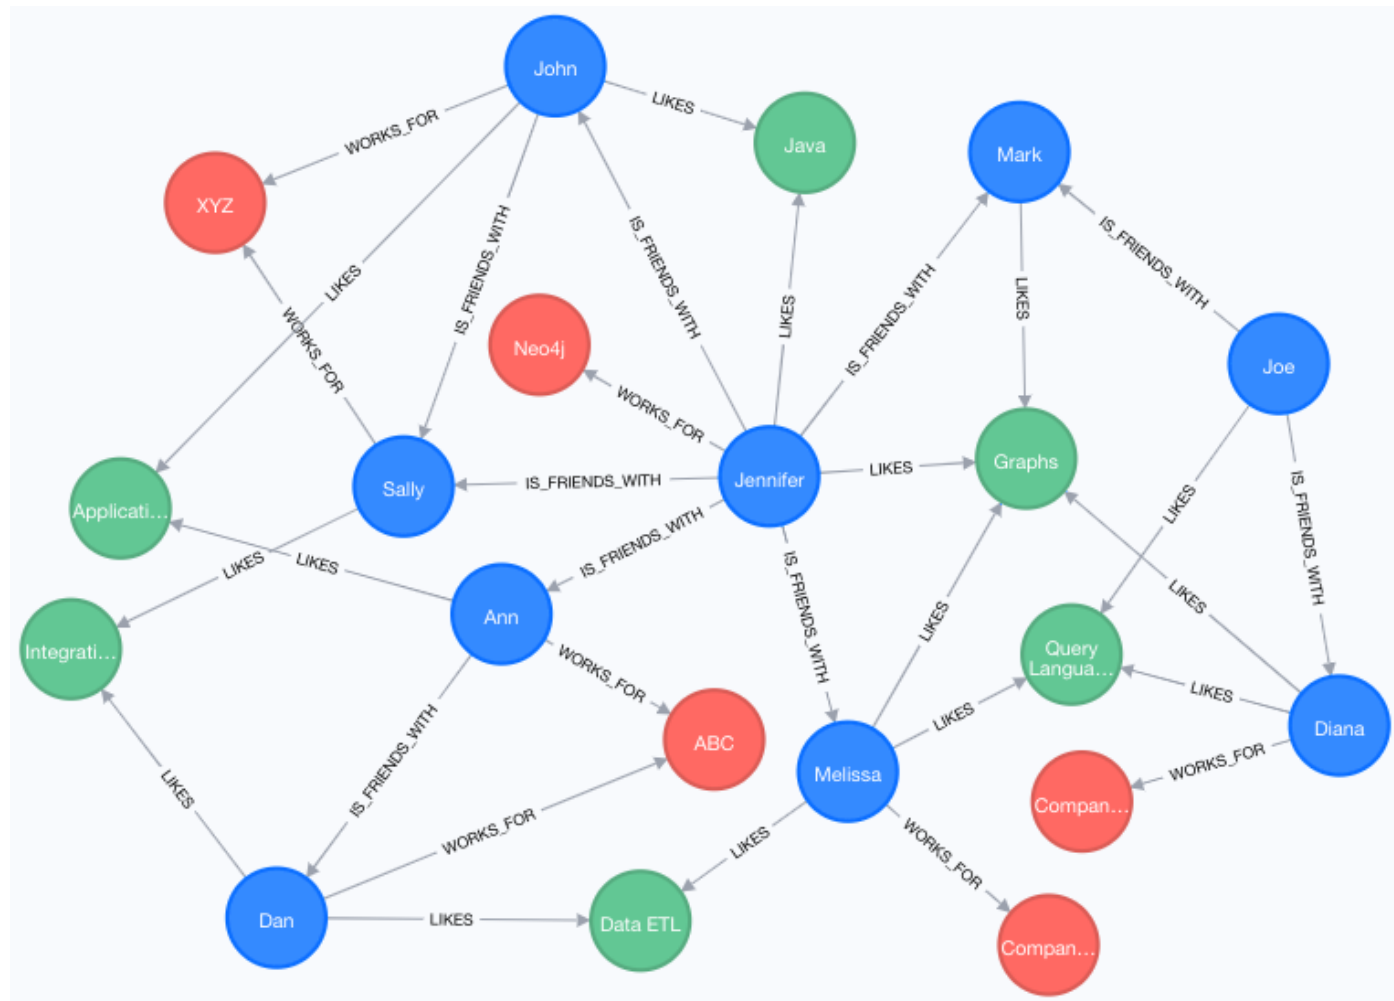 John
LIKES
WORKS_FOR
Java
Mark
XYZ
IS_FRIENDS_WITH
IS_FRIENDS_WITH
IS_FRIENDS_WITH
LIKES
LIKES
LIKES
IS_FRIENDS_WITH
WORKS_FOR
Neo4j
Joe
WORKS_FOR
LIKES
Graphs
Sally
IS_FRIENDS_WITH
Jennifer
Applicati...
LIKES
IS_FRIENDS_WITH
IS_FRIENDS_WITH
LIKES
LIKES
IS_FRIENDS_WITH
LIKES
LIKES
Ann
Integrati...
Query
Langua...
WORKS_FOR
LIKES
LIKES
Diana
ABC
IS_FRIENDS_WITH
WORKS_FOR
Melissa
LIKES
Compan...
WORKS_FOR
LIKES
WORKS_FOR
Dan
LIKES
Data ETL
Compan...